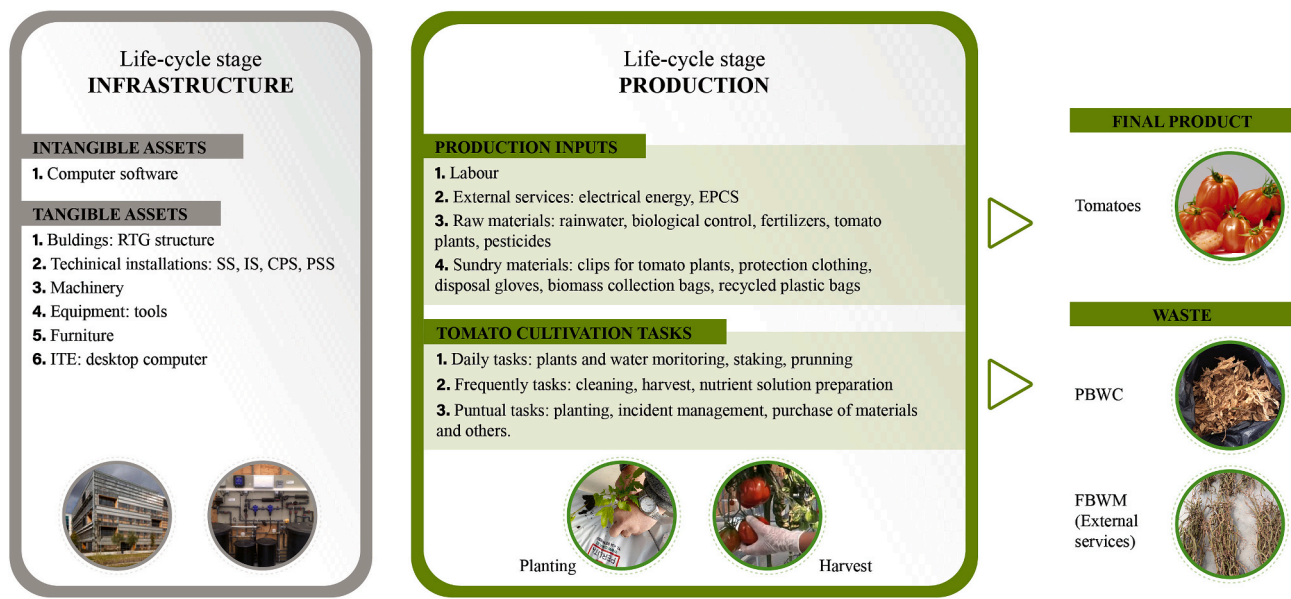 Life-cycle stage
INFRASTRUCTURE
INTANGIBLE ASSETS
1. Computer software
TANGIBLE ASSETS
1. Buldings: RTG structure
2. Techinical installations: SS, IS, CPS, PSS
3. Machinery
4. Equipment: tools
5. Furniture
6. ITE: desktop computer
Life-cycle stage
PRODUCTION
PRODUCTION INPUTS
1. Labour
2. External services: electrical energy, EPCS
3. Raw materials: rainwater, biological control, fertilizers, tomato
plants, pesticides
4. Sundry materials: clips for tomato plants, protection clothing,
disposal gloves, biomass collection bags, recycled plastic bags
TOMATO CULTIVATION TASKS
1. Daily tasks: plants and water moritoring, staking, prunning
2. Frequently tasks: cleaning, harvest, nutrient solution preparation
3. Puntual tasks: planting, incident management, purchase of materials
and others.
Planting
Harvest
FINAL PRODUCT
Tomatoes
WASTE
PBWC
FBWM
(External
services)